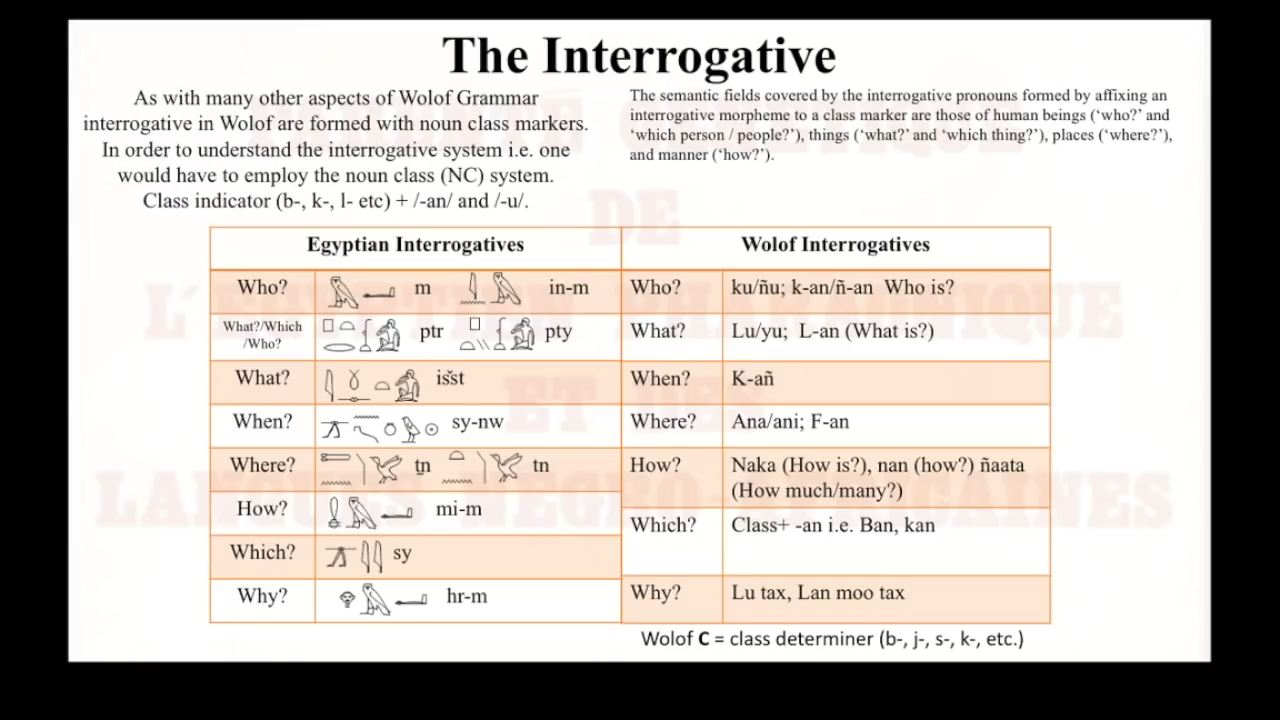 The Interrogative
As with many other aspects of Wolof Grammar
interrogative in Wolof are formed with noun class markers.
In order to understand the interrogative system i.e. one
would have to employ the noun class (NC) system.
Class indicator (b-, k-, l- etc) + /-an/ and /-u/.
The semantic fields covered by the interrogative pronouns formed by affixing an
interrogative morpheme to a class marker are those of human beings (‘who?’ and
‘which person / people?’), things (‘what?’ and ‘which thing?’), places (‘where?’),
and manner (‘how?’).
Egyptian Interrogatives
Who? m in-m
What?/Which
/Who? ptr pty
What? isšt
When? sy-nw
Where? ṯn tn
How? mi-m
Which? sy
Why? hr-m
Wolof Interrogatives
Who? ku/ñu; k-an/ñ-an Who is?
What? Lu/yu; L-an (What is?)
When? K-añ
Where? Ana/ani; F-an
How? Naka (How is?), nan (how?) ñaata
(How much/many?)
Which? Class+ -an i.e. Ban, kan
Why? Lu tax, Lan moo tax
Wolof C = class determiner (b-, j-, s-, k-, etc.)
DE
ET DES